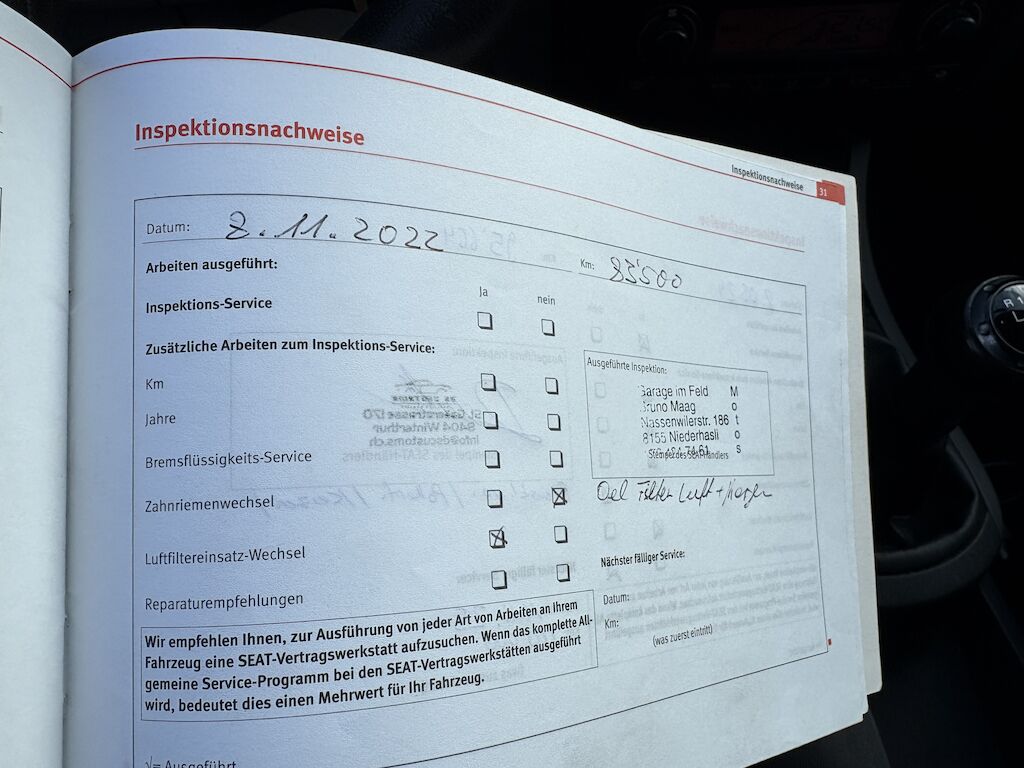 Inspektionsnachweise
Inspektionsnachweise 31
Datum: 8.11.2022
Km: 83'500
Arbeiten ausgeführt:
Ja nein
Inspektions-Service
Zusätzliche Arbeiten zum Inspektions-Service:
Km
Jahre
Bremsflüssigkeits-Service
Zahnriemenwechsel
Luftfiltereinsatz-Wechsel
Reparaturempfehlungen
Ausgeführte Inspektion:
Garage im Feld M
Bruno Maag o
Nassenwilerstr. 186 t
8155 Niederhasli o
s
Stempel des SEAT-Händlers
Oel Filter Luft +
Nächster fälliger Service:
Datum:
Km:
(was zuerst eintritt)
Wir empfehlen Ihnen, zur Ausführung von jeder Art von Arbeiten an Ihrem
Fahrzeug eine SEAT-Vertragswerkstatt aufzusuchen. Wenn das komplette All-
gemeine Service-Programm bei den SEAT-Vertragswerkstätten ausgeführt
wird, bedeutet dies einen Mehrwert für Ihr Fahrzeug.
√= Ausgeführt
R 1